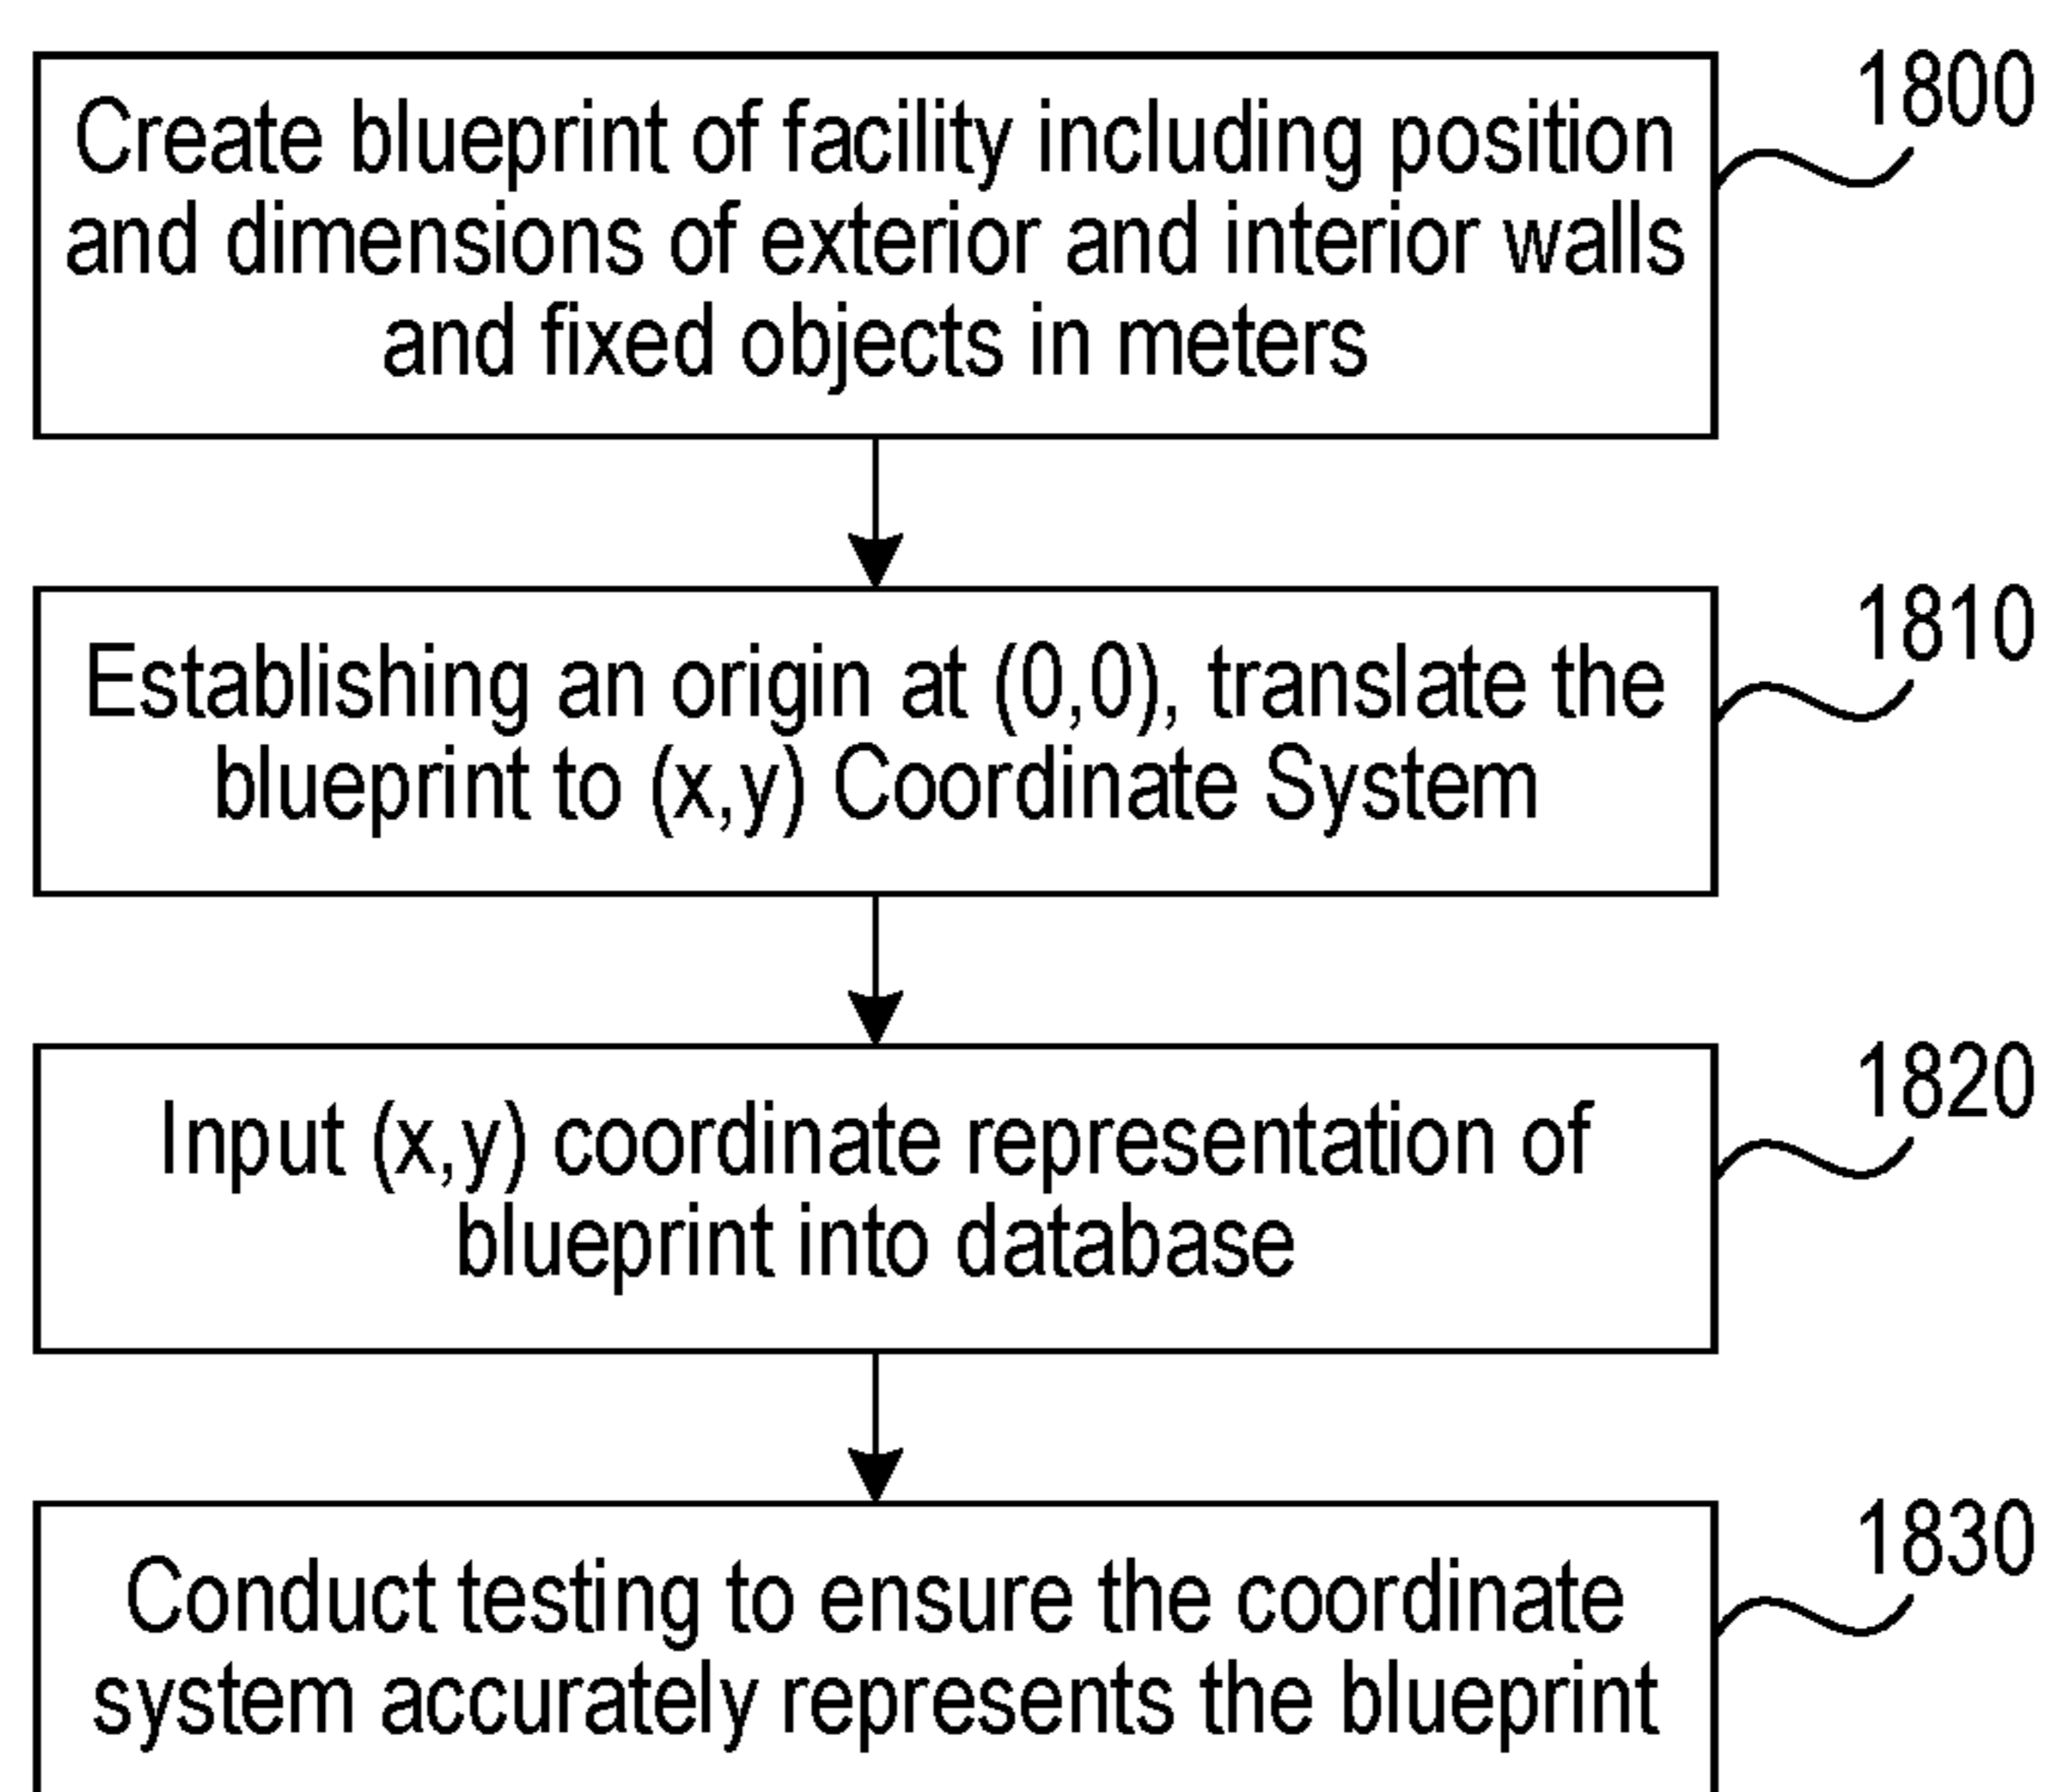 Create blueprint of facility including position
and dimensions of exterior and interior walls
and fixed objects in meters
1800
Establishing an origin at (0,0), translate the
blueprint to (x,y) Coordinate System
1810
Input (x,y) coordinate representation of
blueprint into database
1820
Conduct testing to ensure the coordinate
system accurately represents the blueprint
1830